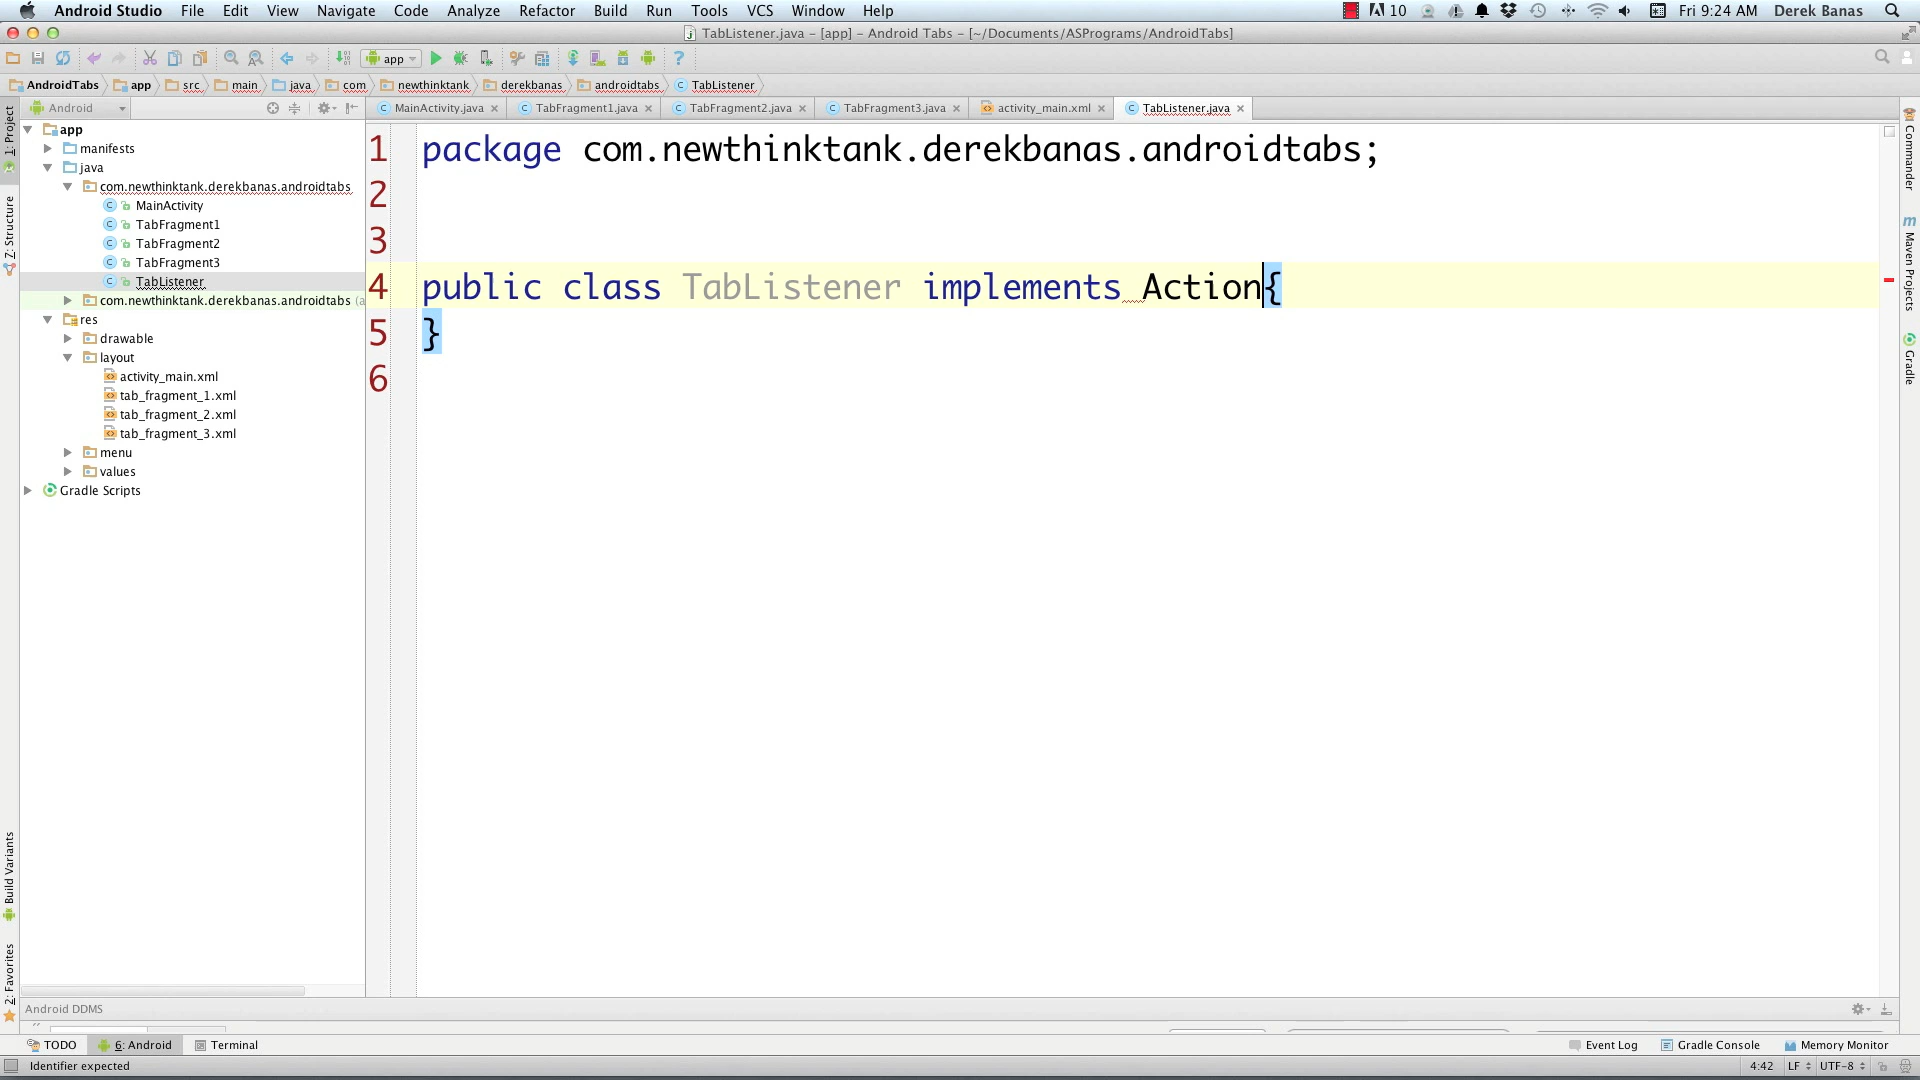 Android Studio File Edit View Navigate Code Analyze Refactor Build Run Tools VCS Window Help 10 Fri 9:24 AM Derek Banas
TabListener.java - [app] - Android Tabs - [~/Documents/ASPrograms/AndroidTabs]
app
AndroidTabs app src main java com newthinktank derekbanas androidtabs TabListener
Android
MainActivity.java TabFragment1.java TabFragment2.java TabFragment3.java activity_main.xml TabListener.java
1: Project
Z: Structure
Build Variants
2: Favorites
app
manifests
java
com.newthinktank.derekbanas.androidtabs
MainActivity
TabFragment1
TabFragment2
TabFragment3
TabListener
com.newthinktank.derekbanas.androidtabs (a
res
drawable
layout
activity_main.xml
tab_fragment_1.xml
tab_fragment_2.xml
tab_fragment_3.xml
menu
values
Gradle Scripts
1 package com.newthinktank.derekbanas.androidtabs;
2
3
4 public class TabListener implements Action{
5 }
6
Commander
Maven Projects
Gradle
Android DDMS
TODO 6: Android Terminal Event Log Gradle Console Memory Monitor
Identifier expected 4:42 LF UTF-8